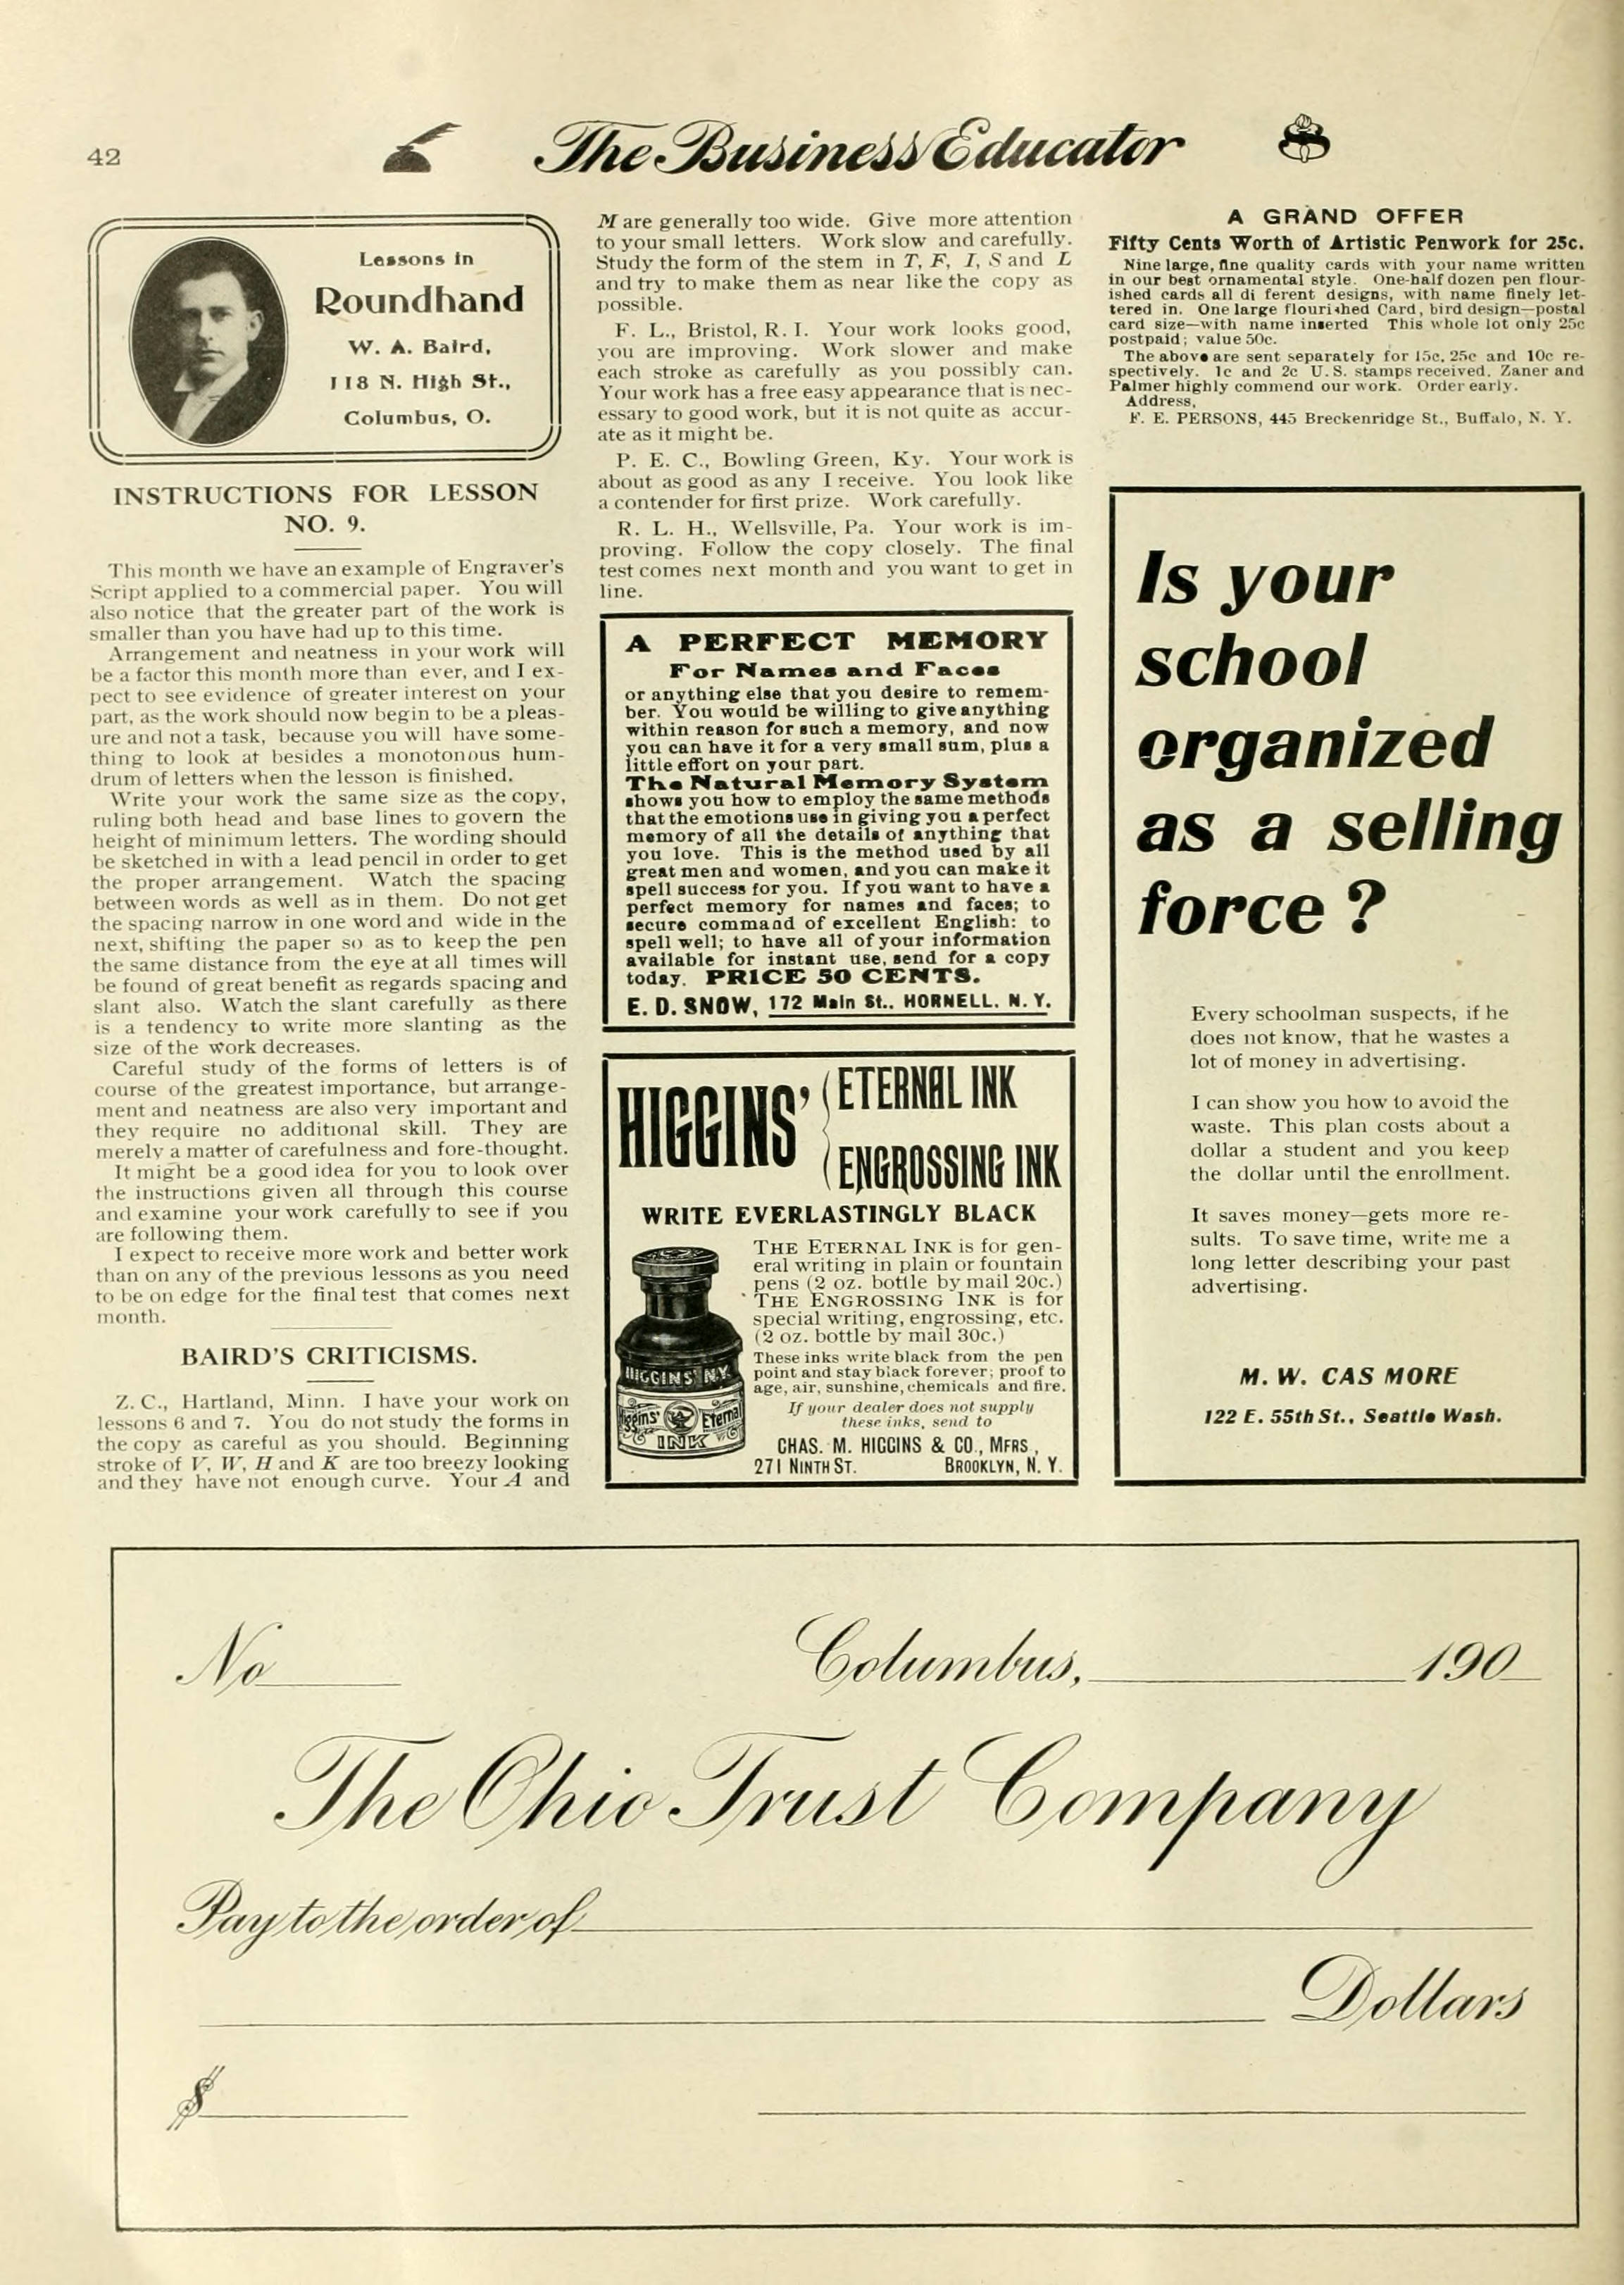 42
The Business Educator
Lessons in
Roundhand
W. A. Baird,
118 N. High St.,
Columbus, O.
INSTRUCTIONS FOR LESSON
NO. 9.
This month we have an example of Engraver's
Script applied to a commercial paper. You will
also notice that the greater part of the work is
smaller than you have had up to this time.
Arrangement and neatness in your work will
be a factor this month more than ever, and I ex-
pect to see evidence of greater interest on your
part, as the work should now begin to be a pleas-
ure and not a task, because you will have some-
thing to look at besides a monotonous hum-
drum of letters when the lesson is finished.
Write your work the same size as the copy,
ruling both head and base lines to govern the
height of minimum letters. The wording should
be sketched in with a lead pencil in order to get
the proper arrangement. Watch the spacing
between words as well as in them. Do not get
the spacing narrow in one word and wide in the
next, shifting the paper so as to keep the pen
the same distance from the eye at all times will
be found of great benefit as regards spacing and
slant also. Watch the slant carefully as there
is a tendency to write more slanting as the
size of the work decreases.
Careful study of the forms of letters is of
course of the greatest importance, but arrange-
ment and neatness are also very important and
they require no additional skill. They are
merely a matter of carefulness and fore-thought.
It might be a good idea for you to look over
the instructions given all through this course
and examine your work carefully to see if you
are following them.
I expect to receive more work and better work
than on any of the previous lessons as you need
to be on edge for the final test that comes next
month.
BAIRD'S CRITICISMS.
Z. C., Hartland, Minn. I have your work on
lessons 6 and 7. You do not study the forms in
the copy as careful as you should. Beginning
stroke of V, W, H and K are too breezy looking
and they have not enough curve. Your A and
M are generally too wide. Give more attention
to your small letters. Work slow and carefully.
Study the form of the stem in T, F, I, S and L
and try to make them as near like the copy as
possible.
F. L., Bristol, R. I. Your work looks good,
you are improving. Work slower and make
each stroke as carefully as you possibly can.
Your work has a free easy appearance that is nec-
essary to good work, but it is not quite as accur-
ate as it might be.
P. E. C., Bowling Green, Ky. Your work is
about as good as any I receive. You look like
a contender for first prize. Work carefully.
R. L. H., Wellsville, Pa. Your work is im-
proving. Follow the copy closely. The final
test comes next month and you want to get in
line.
A PERFECT MEMORY
For Names and Faces
or anything else that you desire to remem-
ber. You would be willing to give anything
within reason for such a memory, and now
you can have it for a very small sum, plus a
little effort on your part.
The Natural Memory System
shows you how to employ the same methods
that the emotions use in giving you a perfect
memory of all the details of anything that
you love. This is the method used by all
great men and women, and you can make it
spell success for you. If you want to have a
perfect memory for names and faces; to
secure command of excellent English: to
spell well; to have all of your information
available for instant use, send for a copy
today. PRICE 50 CENTS.
E. D. SNOW, 172 Main St., HORNELL. N. Y.
HIGGINS' ETERNAL INK
ENGROSSING INK
WRITE EVERLASTINGLY BLACK
THE ETERNAL INK is for gen-
eral writing in plain or fountain
pens (2 oz. bottle by mail 20c.)
THE ENGROSSING INK is for
special writing, engrossing, etc.
(2 oz. bottle by mail 30c.)
These inks write black from the pen
point and stay black forever; proof to
age, air, sunshine, chemicals and fire.
If your dealer does not supply
these inks, send to
CHAS. M. HIGGINS & CO., MFRS,
271 NINTH ST. BROOKLYN, N. Y.
HIGGINS' N.Y.
Higgins' Eternal
INK
A GRAND OFFER
Fifty Cents Worth of Artistic Penwork for 25c.
Nine large, fine quality cards with your name written
in our best ornamental style. One-half dozen pen flour-
ished cards all di ferent designs, with name finely let-
tered in. One large flourished Card, bird design—postal
card size—with name inserted This whole lot only 25c
postpaid; value 50c.
The above are sent separately for 15c, 25c and 10c re-
spectively. 1c and 2c U. S. stamps received. Zaner and
Palmer highly commend our work. Order early.
Address,
F. E. PERSONS, 445 Breckenridge St., Buffalo, N. Y.
Is your
school
organized
as a selling
force?
Every schoolman suspects, if he
does not know, that he wastes a
lot of money in advertising.
I can show you how to avoid the
waste. This plan costs about a
dollar a student and you keep
the dollar until the enrollment.
It saves money—gets more re-
sults. To save time, write me a
long letter describing your past
advertising.
M. W. CAS MORE
122 E. 55th St., Seattle Wash.
No Columbus, 190
The Ohio Trust Company
Pay to the order of
Dollars
$